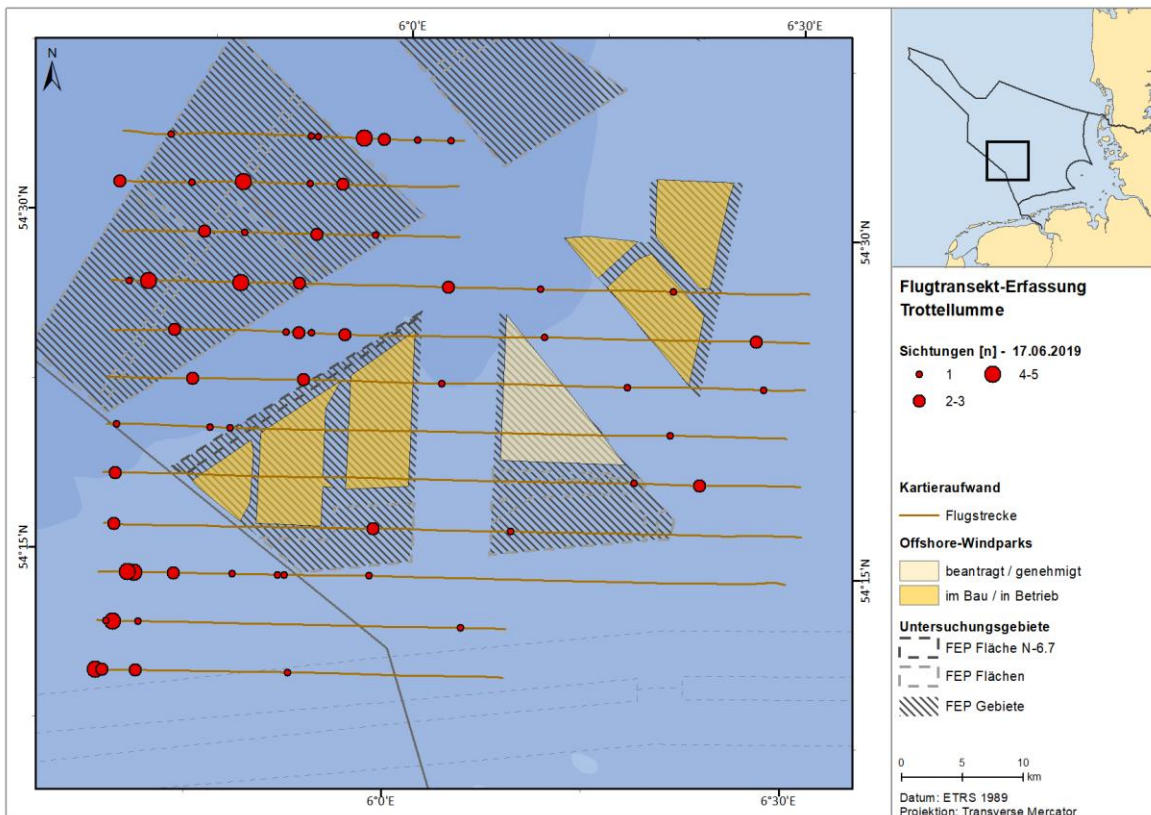 6°0'E
6°30'E
N
54°30'N
54°30'N
54°15'N
54°15'N
6°0'E
6°30'E
Flugtransekt-Erfassung
Trottellumme
Sichtungen [n] - 17.06.2019
1
4-5
2-3
Kartieraufwand
Flugstrecke
Offshore-Windparks
beantragt / genehmigt
im Bau / in Betrieb
Untersuchungsgebiete
FEP Fläche N-6.7
FEP Flächen
FEP Gebiete
0
5
10
km
Datum: ETRS 1989
Projektion: Transverse Mercator